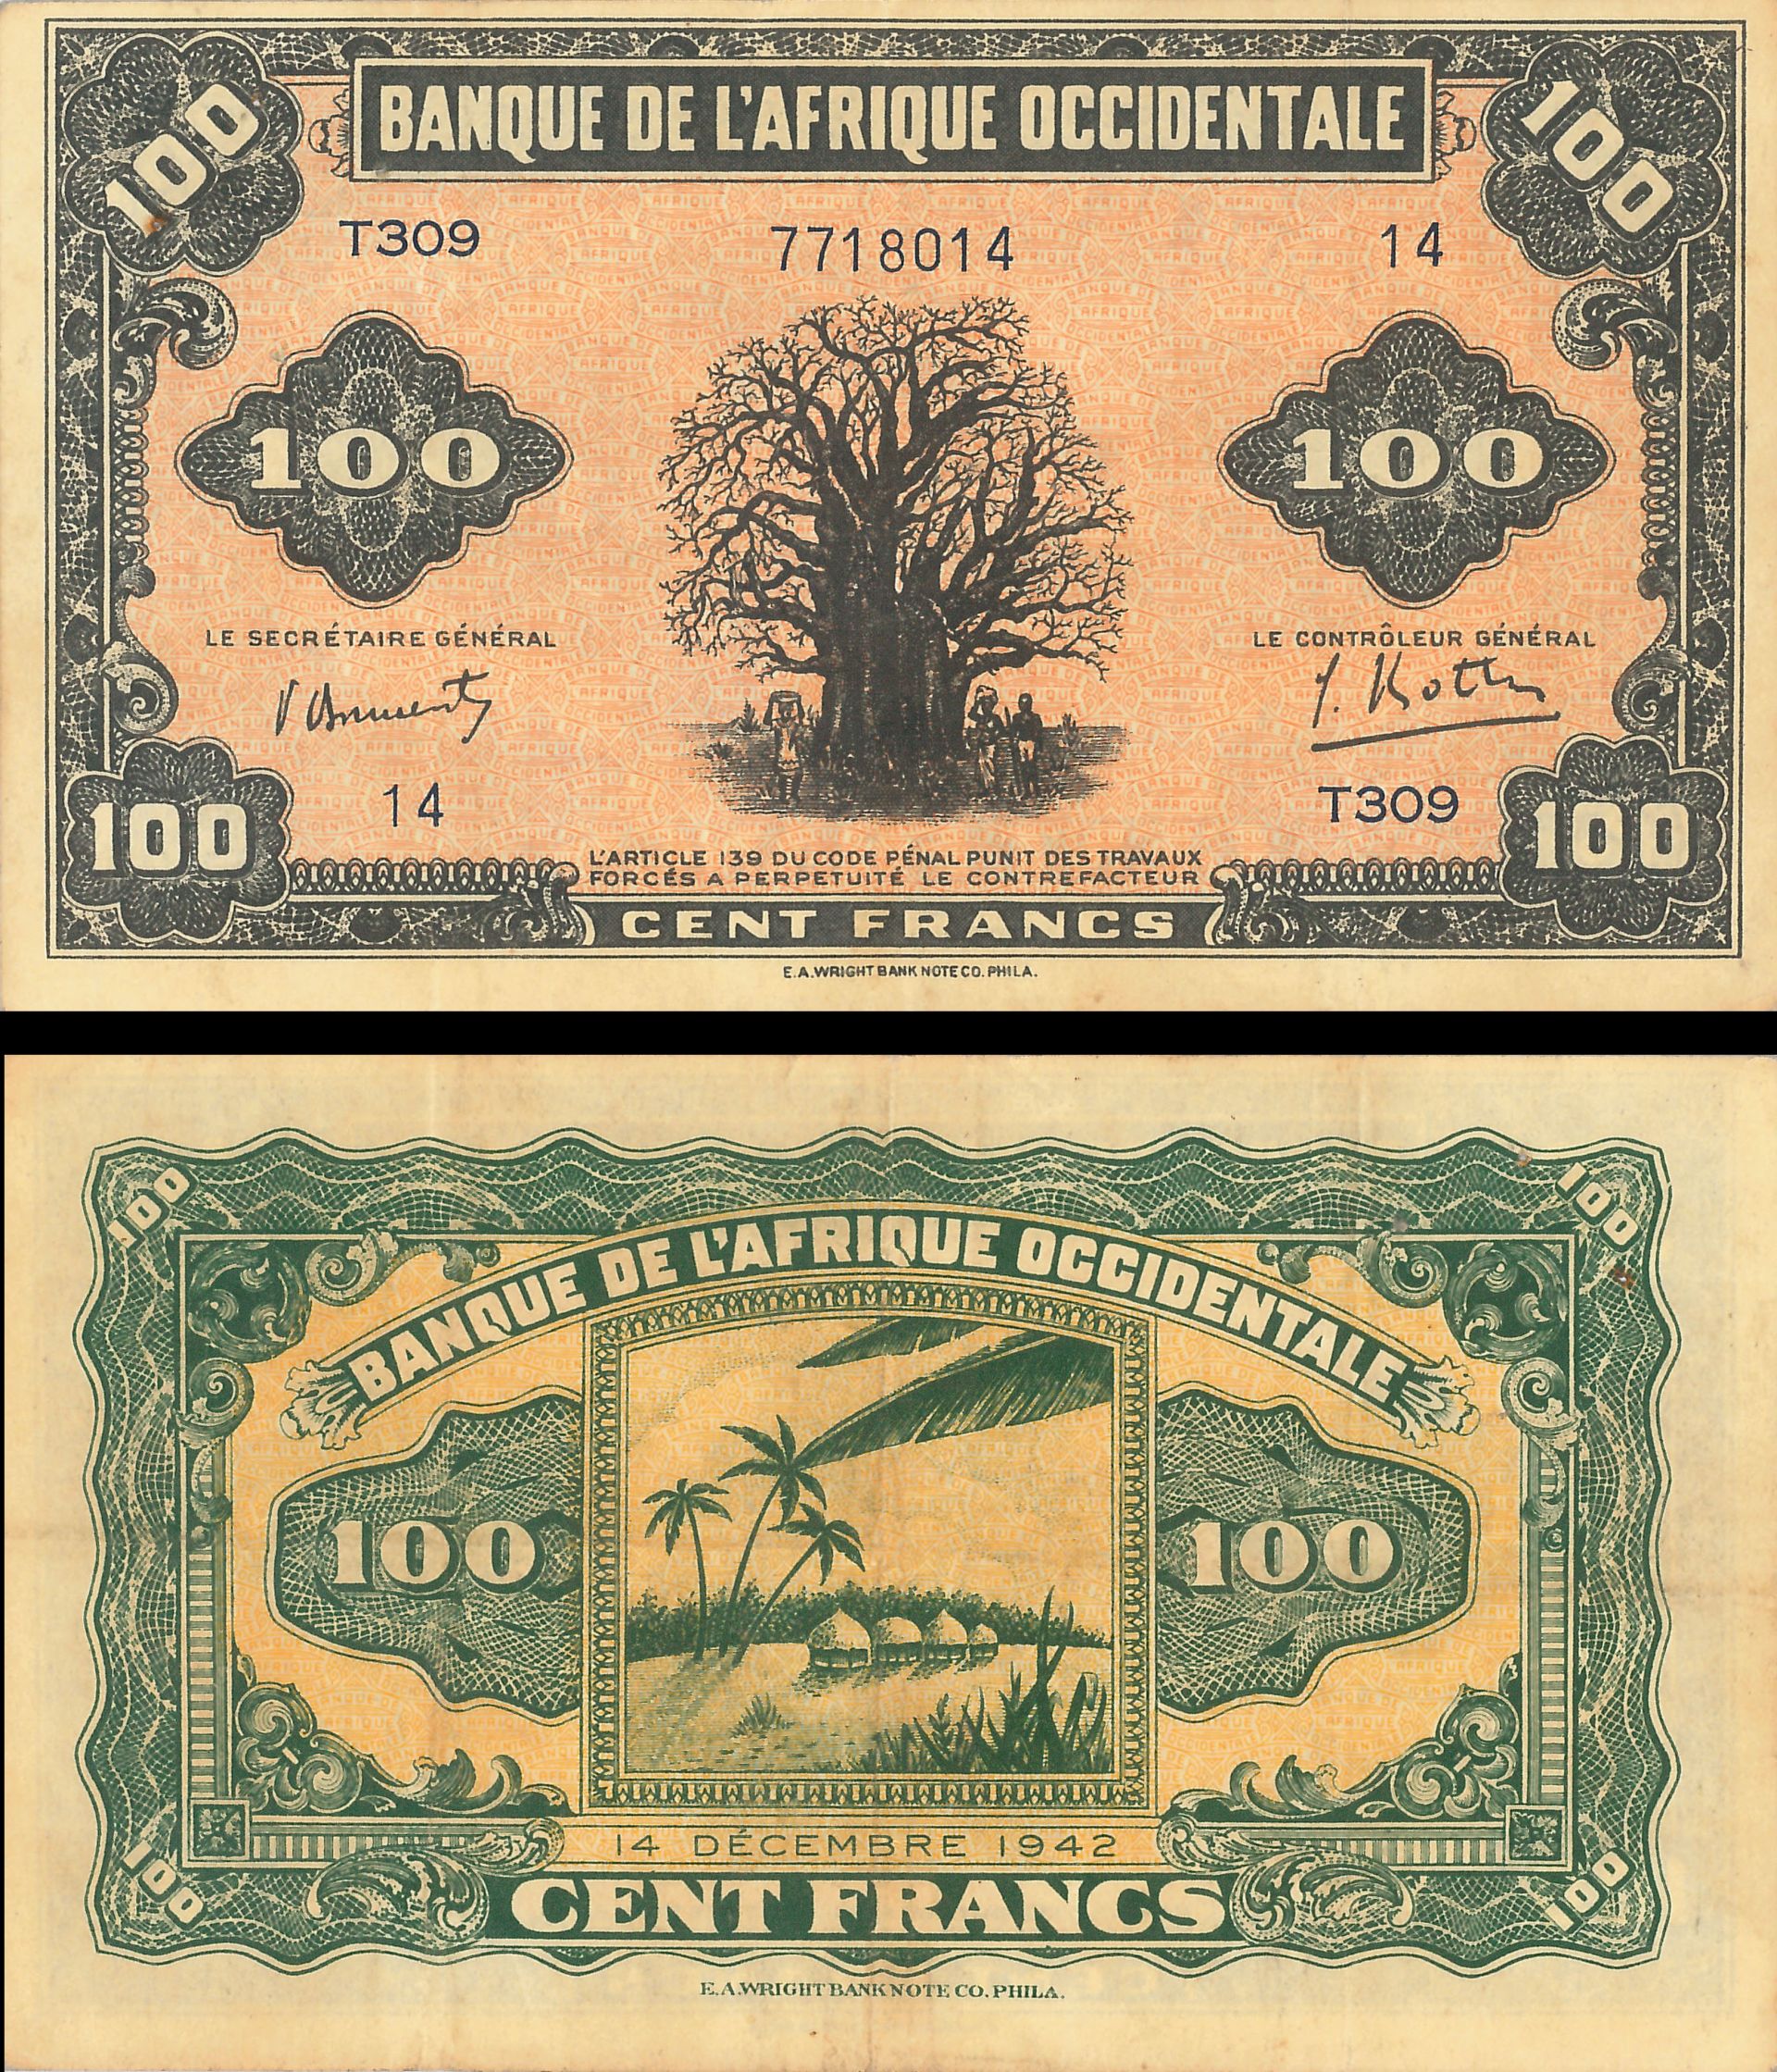 100
BANQUE DE L'AFRIQUE OCCIDENTALE
100
T309
7718014
14
100
100
LE SECRÉTAIRE GÉNÉRAL
LE CONTRÔLEUR GÉNÉRAL
14
T309
100
100
L'ARTICLE 139 DU CODE PÉNAL PUNIT DES TRAVAUX
FORCÉS A PERPETUITÉ LE CONTREFACTEUR
CENT FRANCS
E.A.WRIGHT BANK NOTE CO. PHILA.
100
100
BANQUE DE L'AFRIQUE OCCIDENTALE
100
100
14 DÉCEMBRE 1942
100
100
CENT FRANCS
E.A.WRIGHT BANK NOTE CO. PHILA.